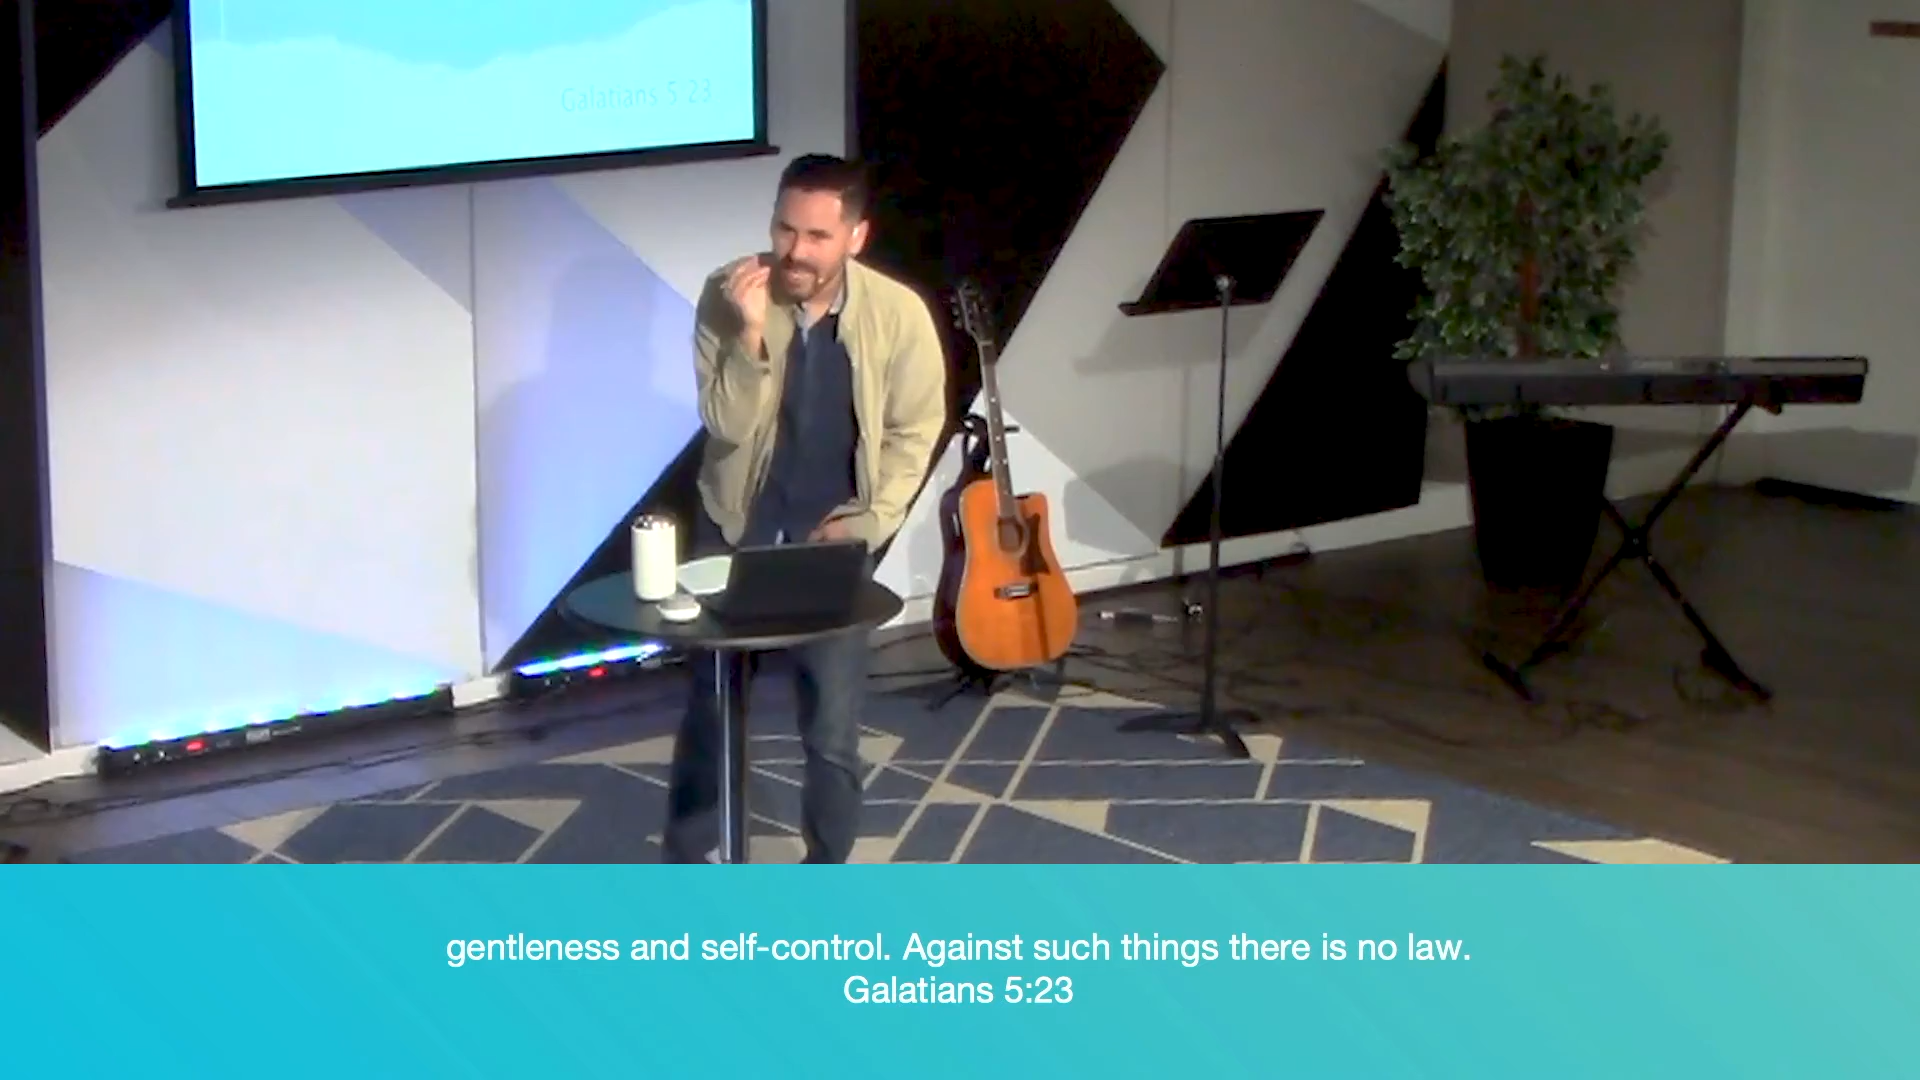 Galatians 5 23
gentleness and self-control. Against such things there is no law.
Galatians 5:23